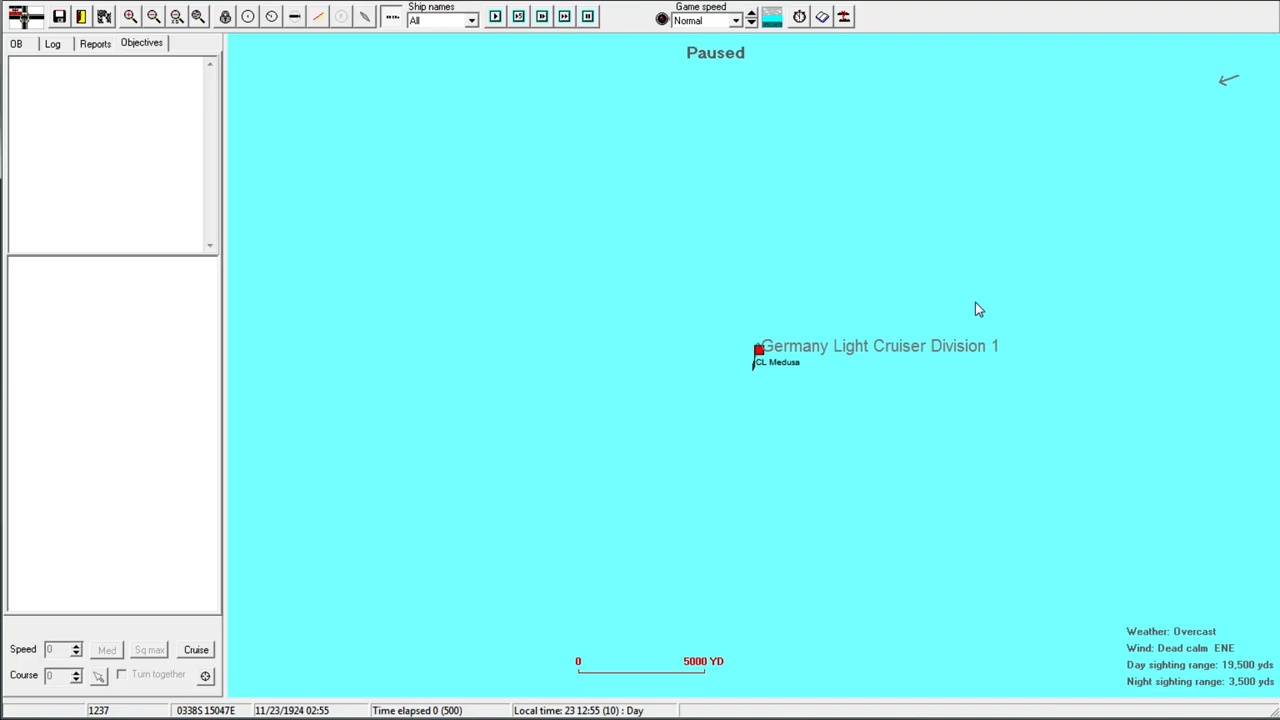 Ship names
All
Game speed
Normal
OB
Log
Reports
Objectives
Paused
Germany Light Cruiser Division 1
CL Medusa
0
5000 YD
Weather: Overcast
Wind: Dead calm ENE
Day sighting range: 19,500 yds
Night sighting range: 3,500 yds
Speed 0 Med Sq max Cruise
Course 0 Turn together
1237 0338S 15047E 11/23/1924 02:55 Time elapsed 0 (500) Local time: 23 12:55 (10) : Day